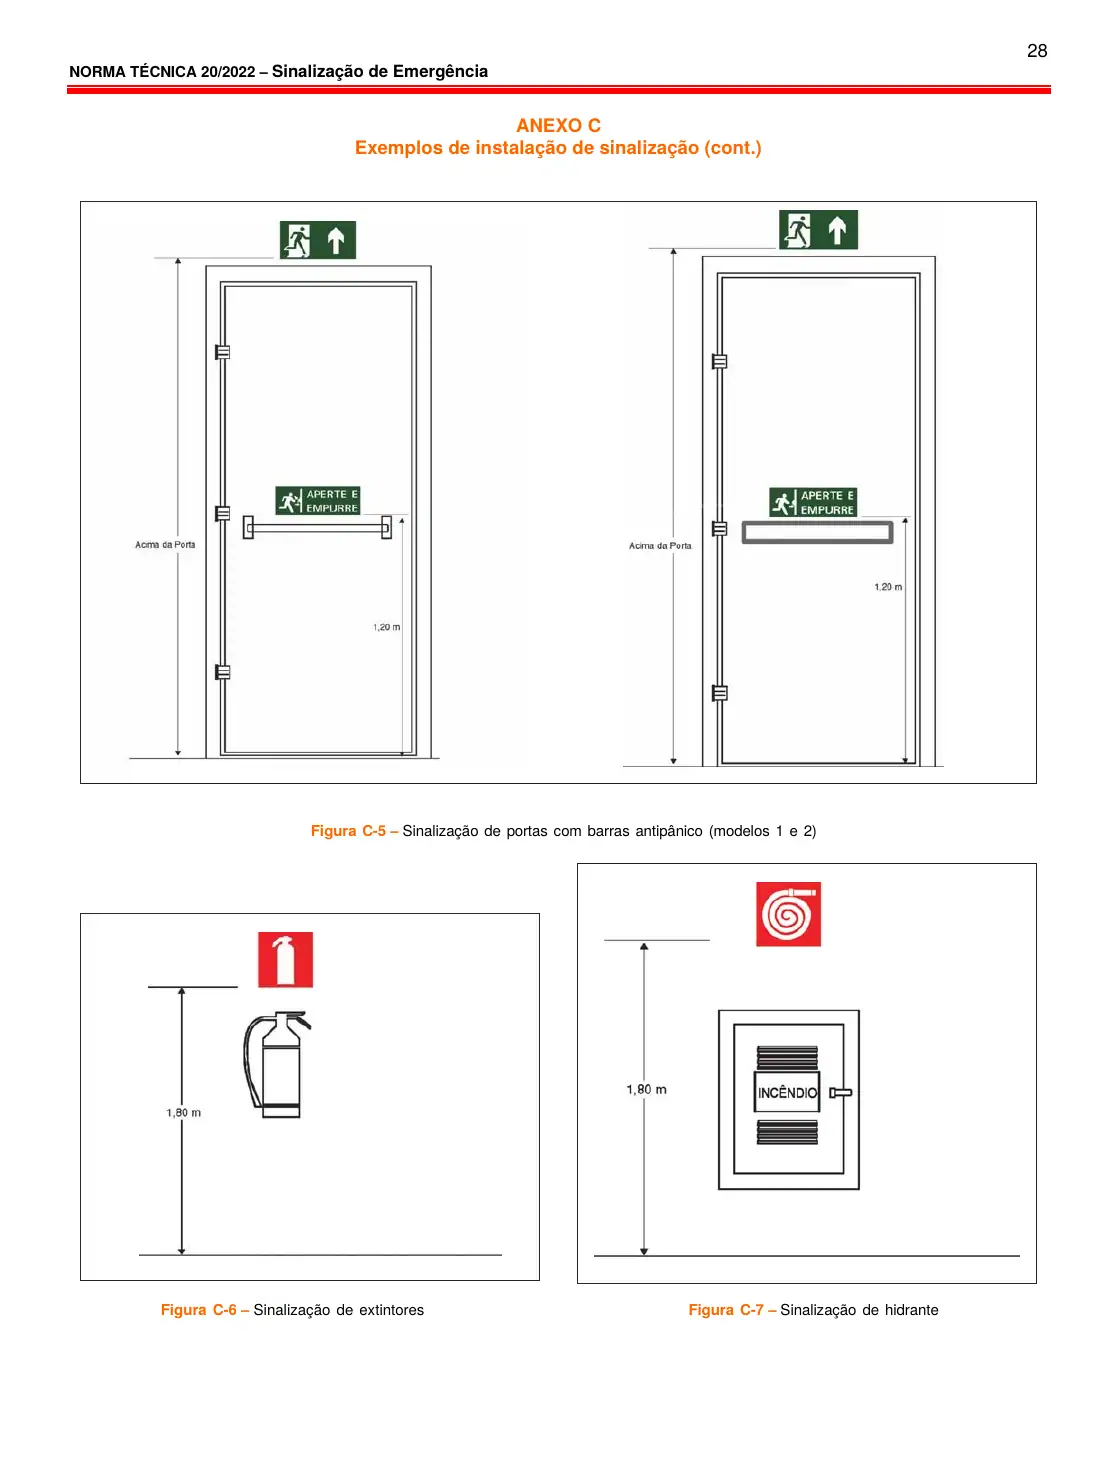 28
NORMA TÉCNICA 20/2022 – Sinalização de Emergência
ANEXO C
Exemplos de instalação de sinalização (cont.)
APERTE E
EMPURRE
Acima da Porta
1,20 m
APERTE E
EMPURRE
Acima da Porta
1,20 m
Figura C-5 – Sinalização de portas com barras antipânico (modelos 1 e 2)
1,80 m
Figura C-6 – Sinalização de extintores
1,80 m
INCÊNDIO
Figura C-7 – Sinalização de hidrante